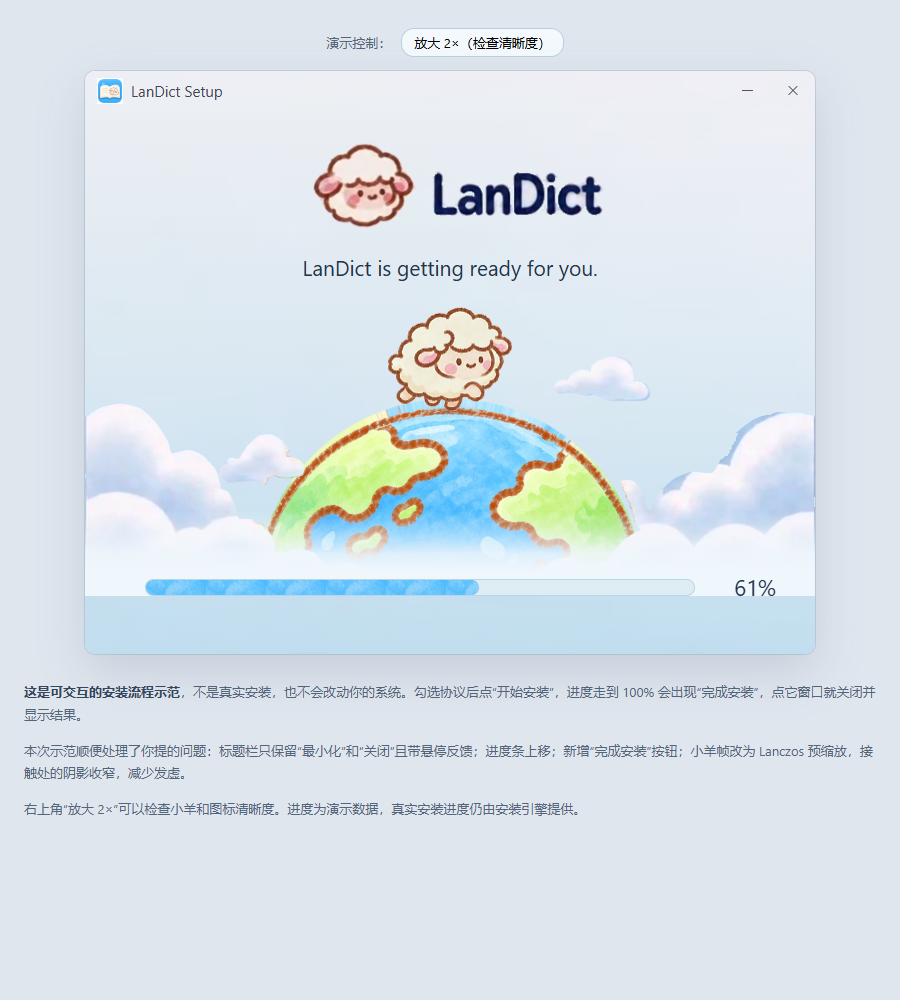 演示控制：
放大 2×（检查清晰度）
LanDict Setup
LanDict
LanDict is getting ready for you.
61%
这是可交互的安装流程示范，不是真实安装，也不会改动你的系统。勾选协议后点“开始安装”，进度走到 100% 会出现“完成安装”，点它窗口就关闭并
显示结果。
本次示范顺便处理了你提的问题：标题栏只保留“最小化”和“关闭”且带悬停反馈；进度条上移；新增“完成安装”按钮；小羊帧改为 Lanczos 预缩放，接
触处的阴影收窄，减少发虚。
右上角“放大 2×”可以检查小羊和图标清晰度。进度为演示数据，真实安装进度仍由安装引擎提供。